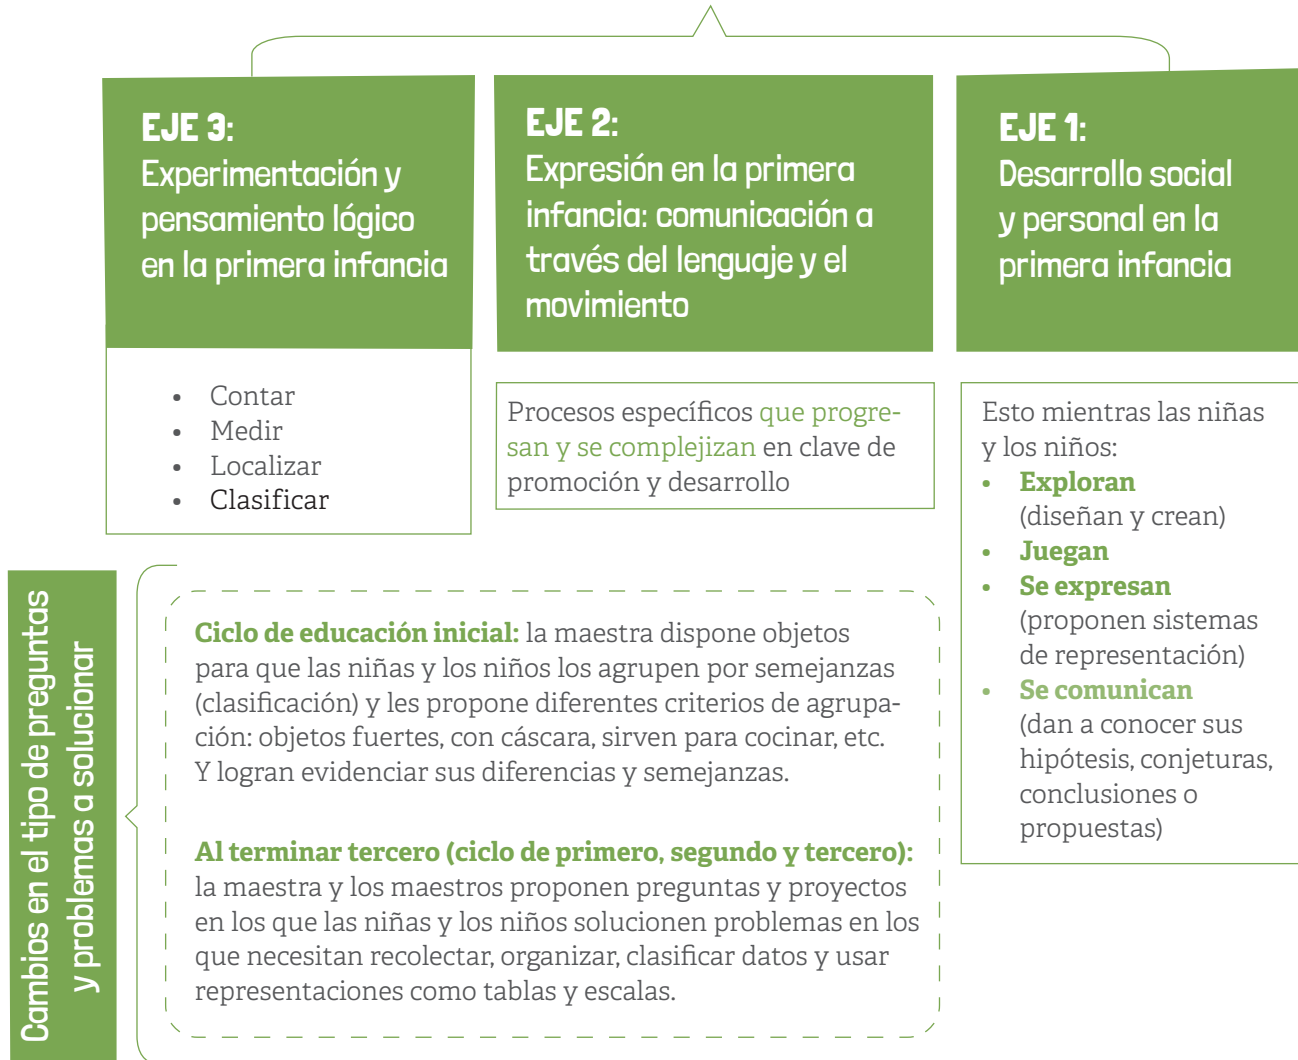 EJE 3:
Experimentación y
pensamiento lógico
en la primera infancia
• Contar
• Medir
• Localizar
• Clasificar
EJE 2:
Expresión en la primera
infancia: comunicación a
través del lenguaje y el
movimiento
Procesos específicos que progre-
san y se complejizan en clave de
promoción y desarrollo
EJE 1:
Desarrollo social
y personal en la
primera infancia
Esto mientras las niñas
y los niños:
• Exploran
(diseñan y crean)
• Juegan
• Se expresan
(proponen sistemas
de representación)
• Se comunican
(dan a conocer sus
hipótesis, conjeturas,
conclusiones o
propuestas)
Cambios en el tipo de preguntas
y problemas a solucionar
Ciclo de educación inicial: la maestra dispone objetos
para que las niñas y los niños los agrupen por semejanzas
(clasificación) y les propone diferentes criterios de agrupa-
ción: objetos fuertes, con cáscara, sirven para cocinar, etc.
Y logran evidenciar sus diferencias y semejanzas.
Al terminar tercero (ciclo de primero, segundo y tercero):
la maestra y los maestros proponen preguntas y proyectos
en los que las niñas y los niños solucionen problemas en los
que necesitan recolectar, organizar, clasificar datos y usar
representaciones como tablas y escalas.